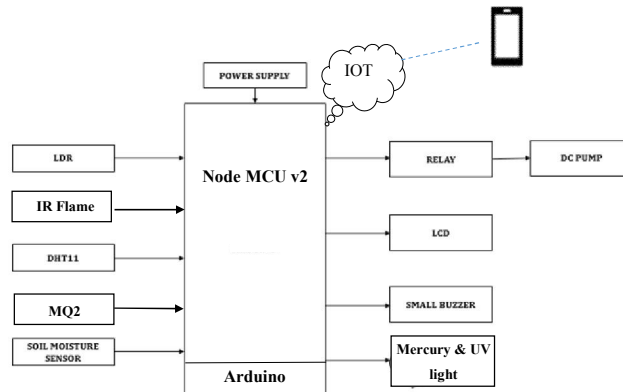 IOT
POWER SUPPLY
LDR
Node MCU v2
RELAY
DC PUMP
IR Flame
LCD
DHT11
MQ2
SMALL BUZZER
SOIL MOISTURE
SENSOR
Mercury & UV
light
Arduino